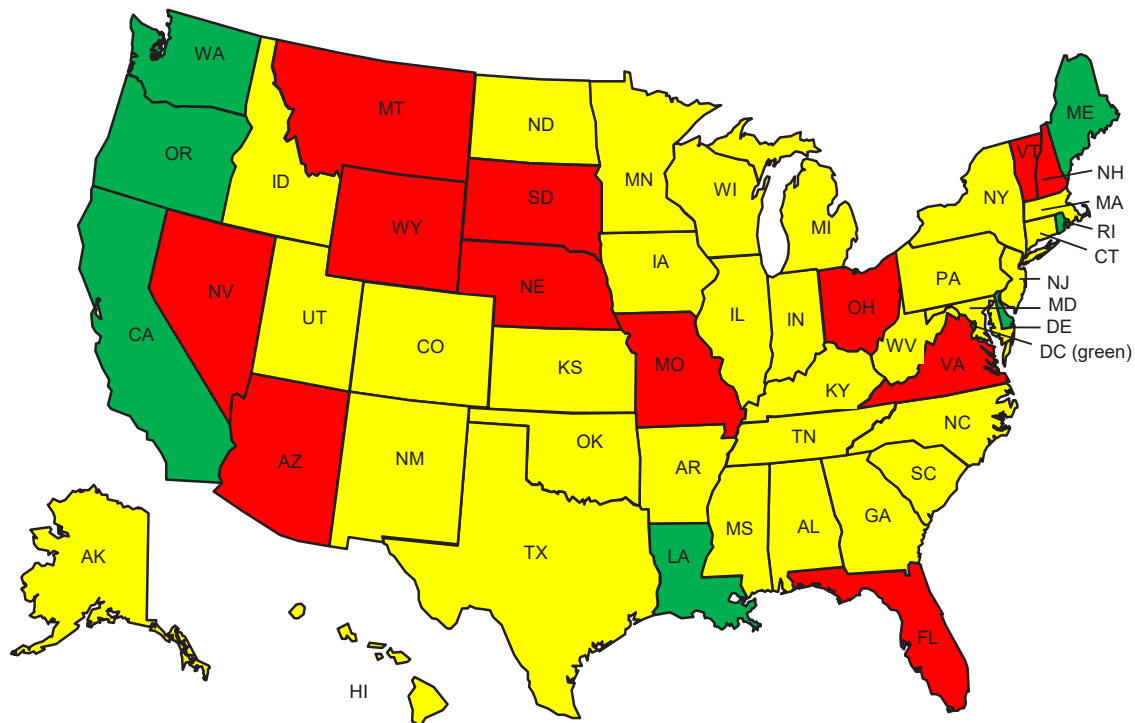 WA
MT
ND
ME
OR
ID
MN
VT
NH
SD
WI
NY
MA
WY
MI
RI
CT
IA
PA
NJ
NV
NE
MD
UT
OH
DE
CA
CO
IL
IN
WV
DC (green)
KS
MO
VA
KY
NC
AZ
NM
OK
TN
AR
SC
MS
AL
GA
TX
LA
AK
FL
HI